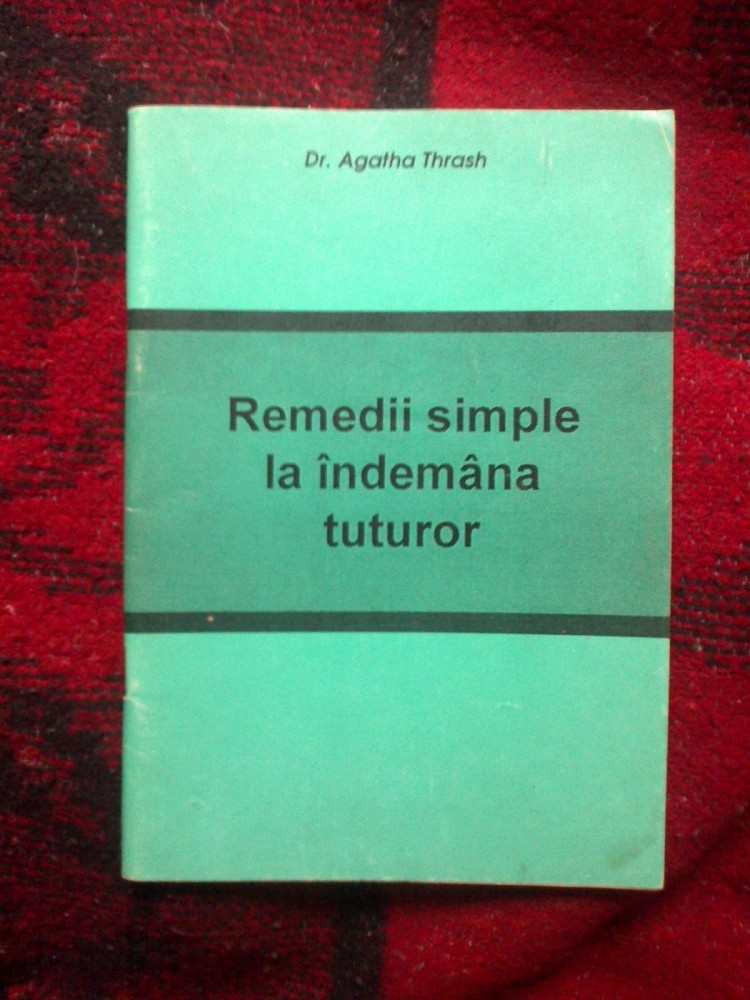 Dr. Agatha Thrash
Remedii simple
la îndemâna
tuturor